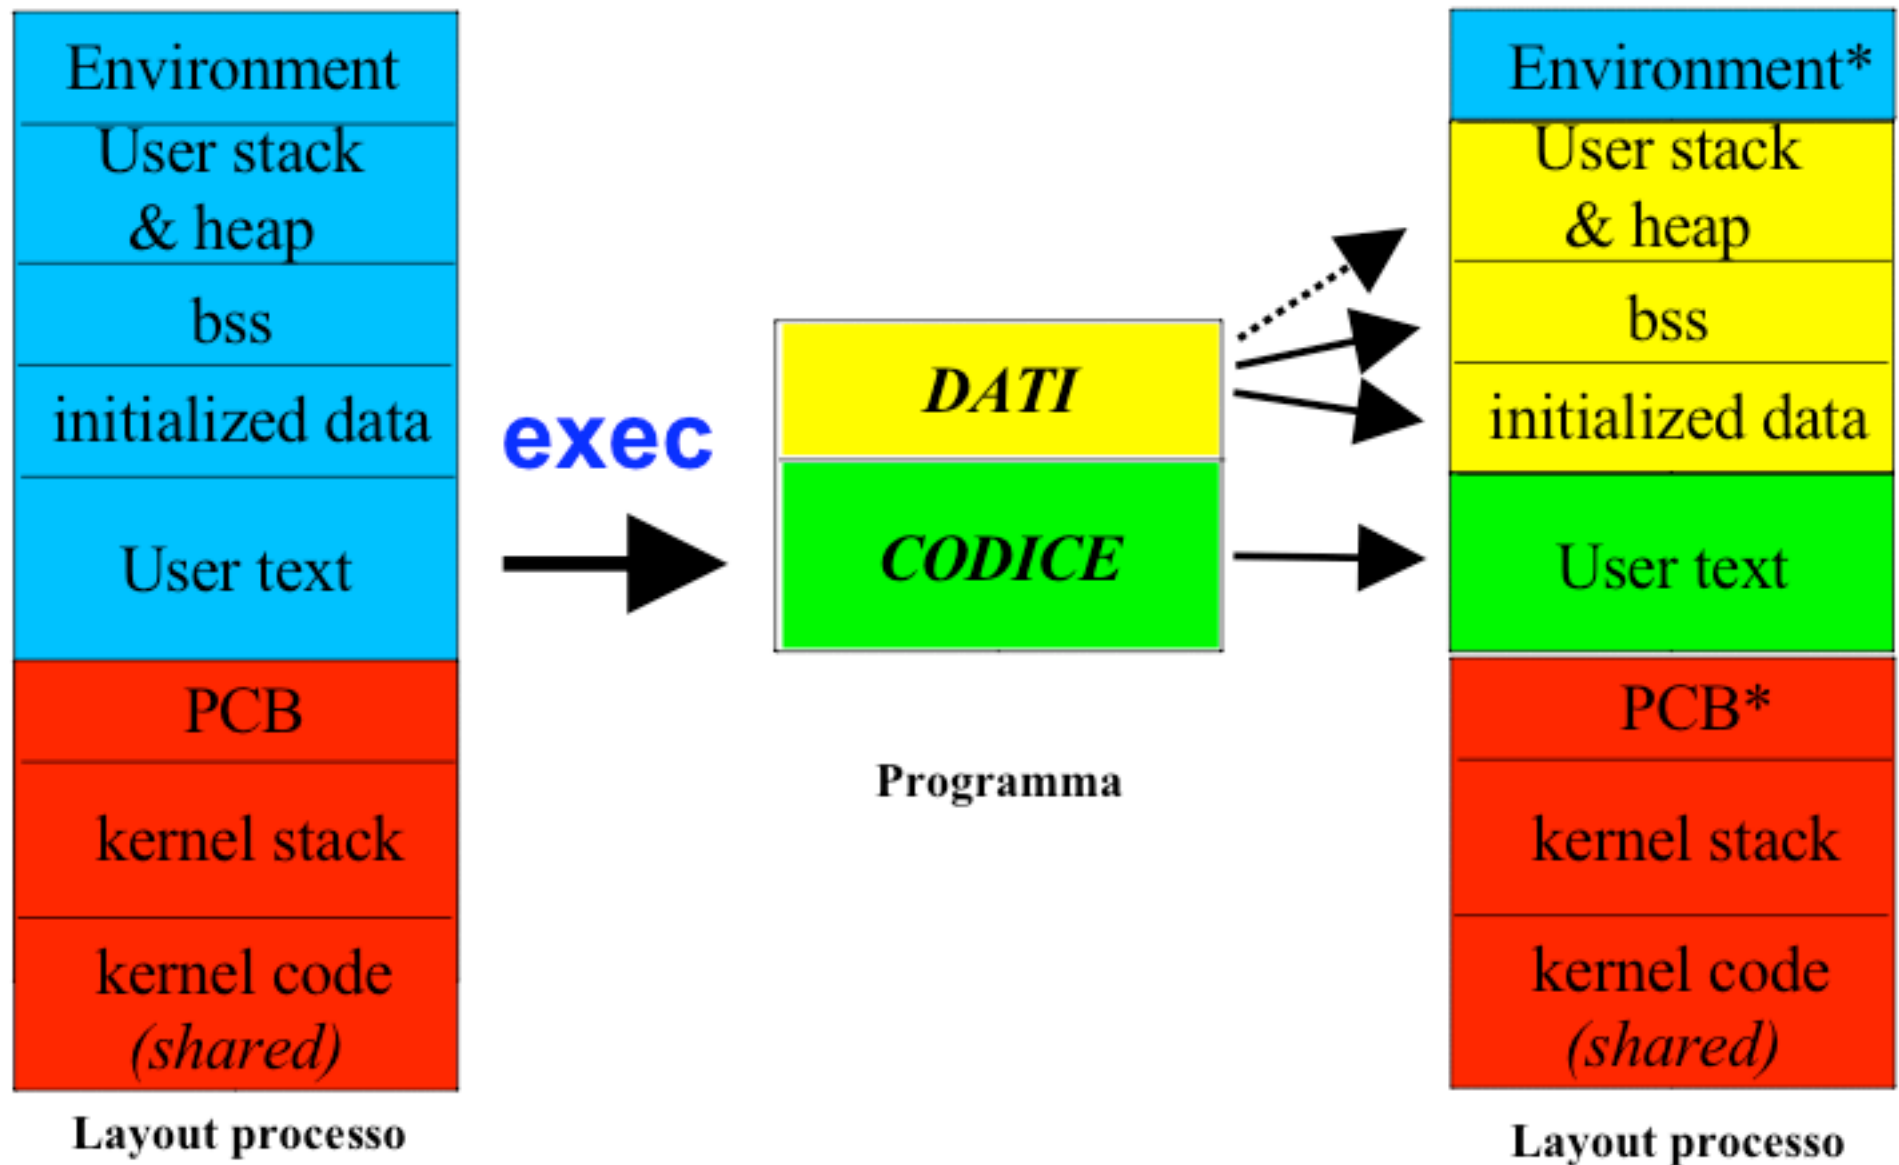 Environment
User stack
& heap
bss
initialized data
User text
PCB
kernel stack
kernel code
(shared)
Layout processo
exec
DATI
CODICE
Programma
Environment*
User stack
& heap
bss
initialized data
User text
PCB*
kernel stack
kernel code
(shared)
Layout processo